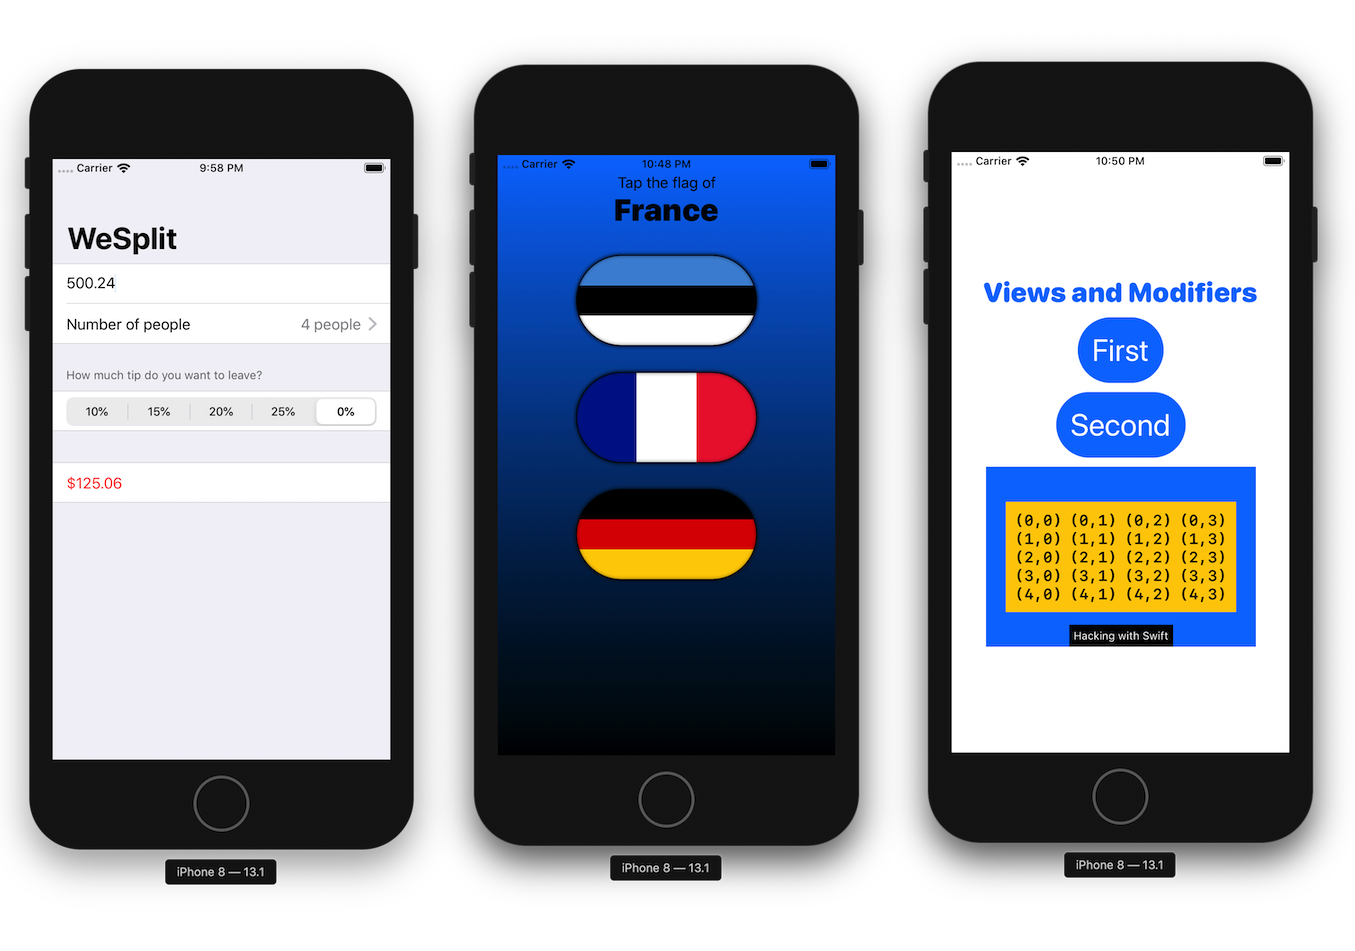 Carrier 9:58 PM
WeSplit
500.24
Number of people 4 people
How much tip do you want to leave?
10% 15% 20% 25% 0%
$125.06
iPhone 8 — 13.1
Carrier 10:48 PM
Tap the flag of
France
iPhone 8 — 13.1
Carrier 10:50 PM
Views and Modifiers
First
Second
(0,0) (0,1) (0,2) (0,3)
(1,0) (1,1) (1,2) (1,3)
(2,0) (2,1) (2,2) (2,3)
(3,0) (3,1) (3,2) (3,3)
(4,0) (4,1) (4,2) (4,3)
Hacking with Swift
iPhone 8 — 13.1